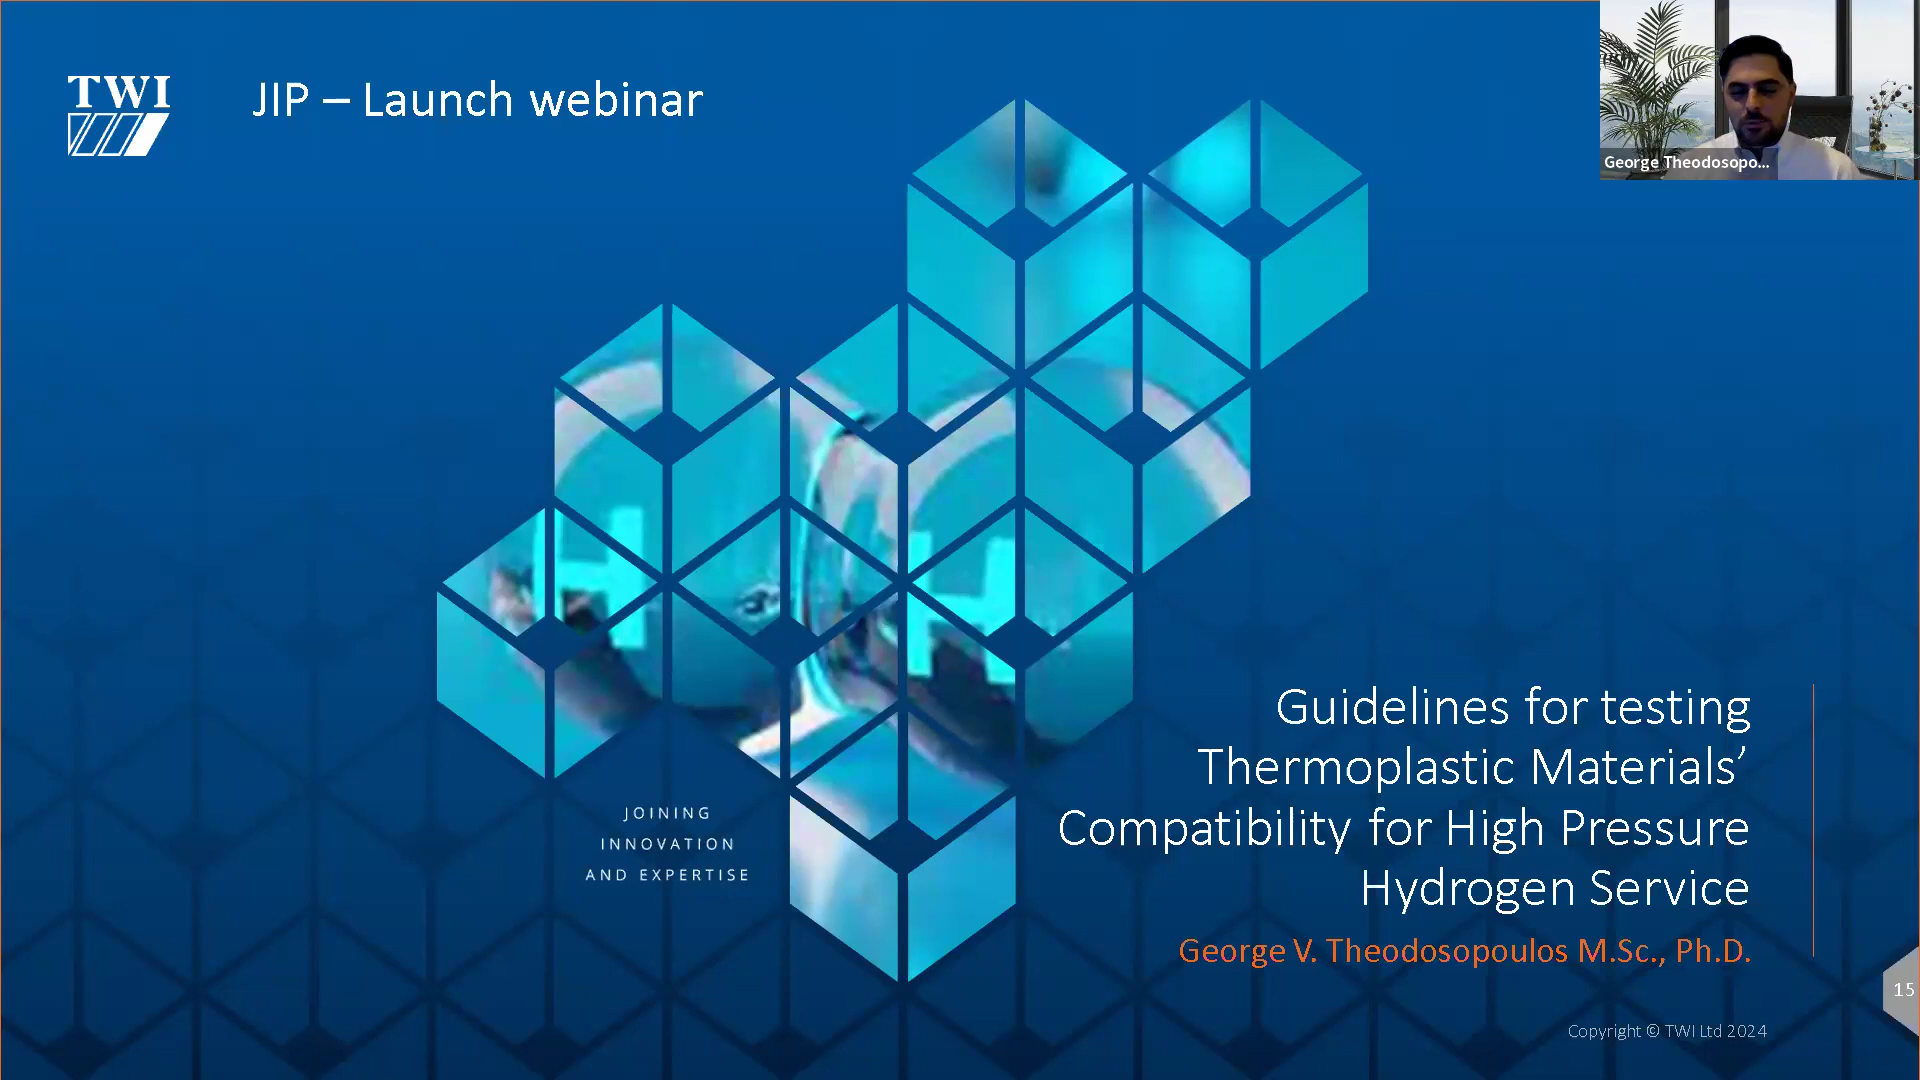 TWI
JIP – Launch webinar
George Theodosopo...
H
H
JOINING
INNOVATION
AND EXPERTISE
Guidelines for testing
Thermoplastic Materials’
Compatibility for High Pressure
Hydrogen Service
George V. Theodosopoulos M.Sc., Ph.D.
15
Copyright © TWI Ltd 2024